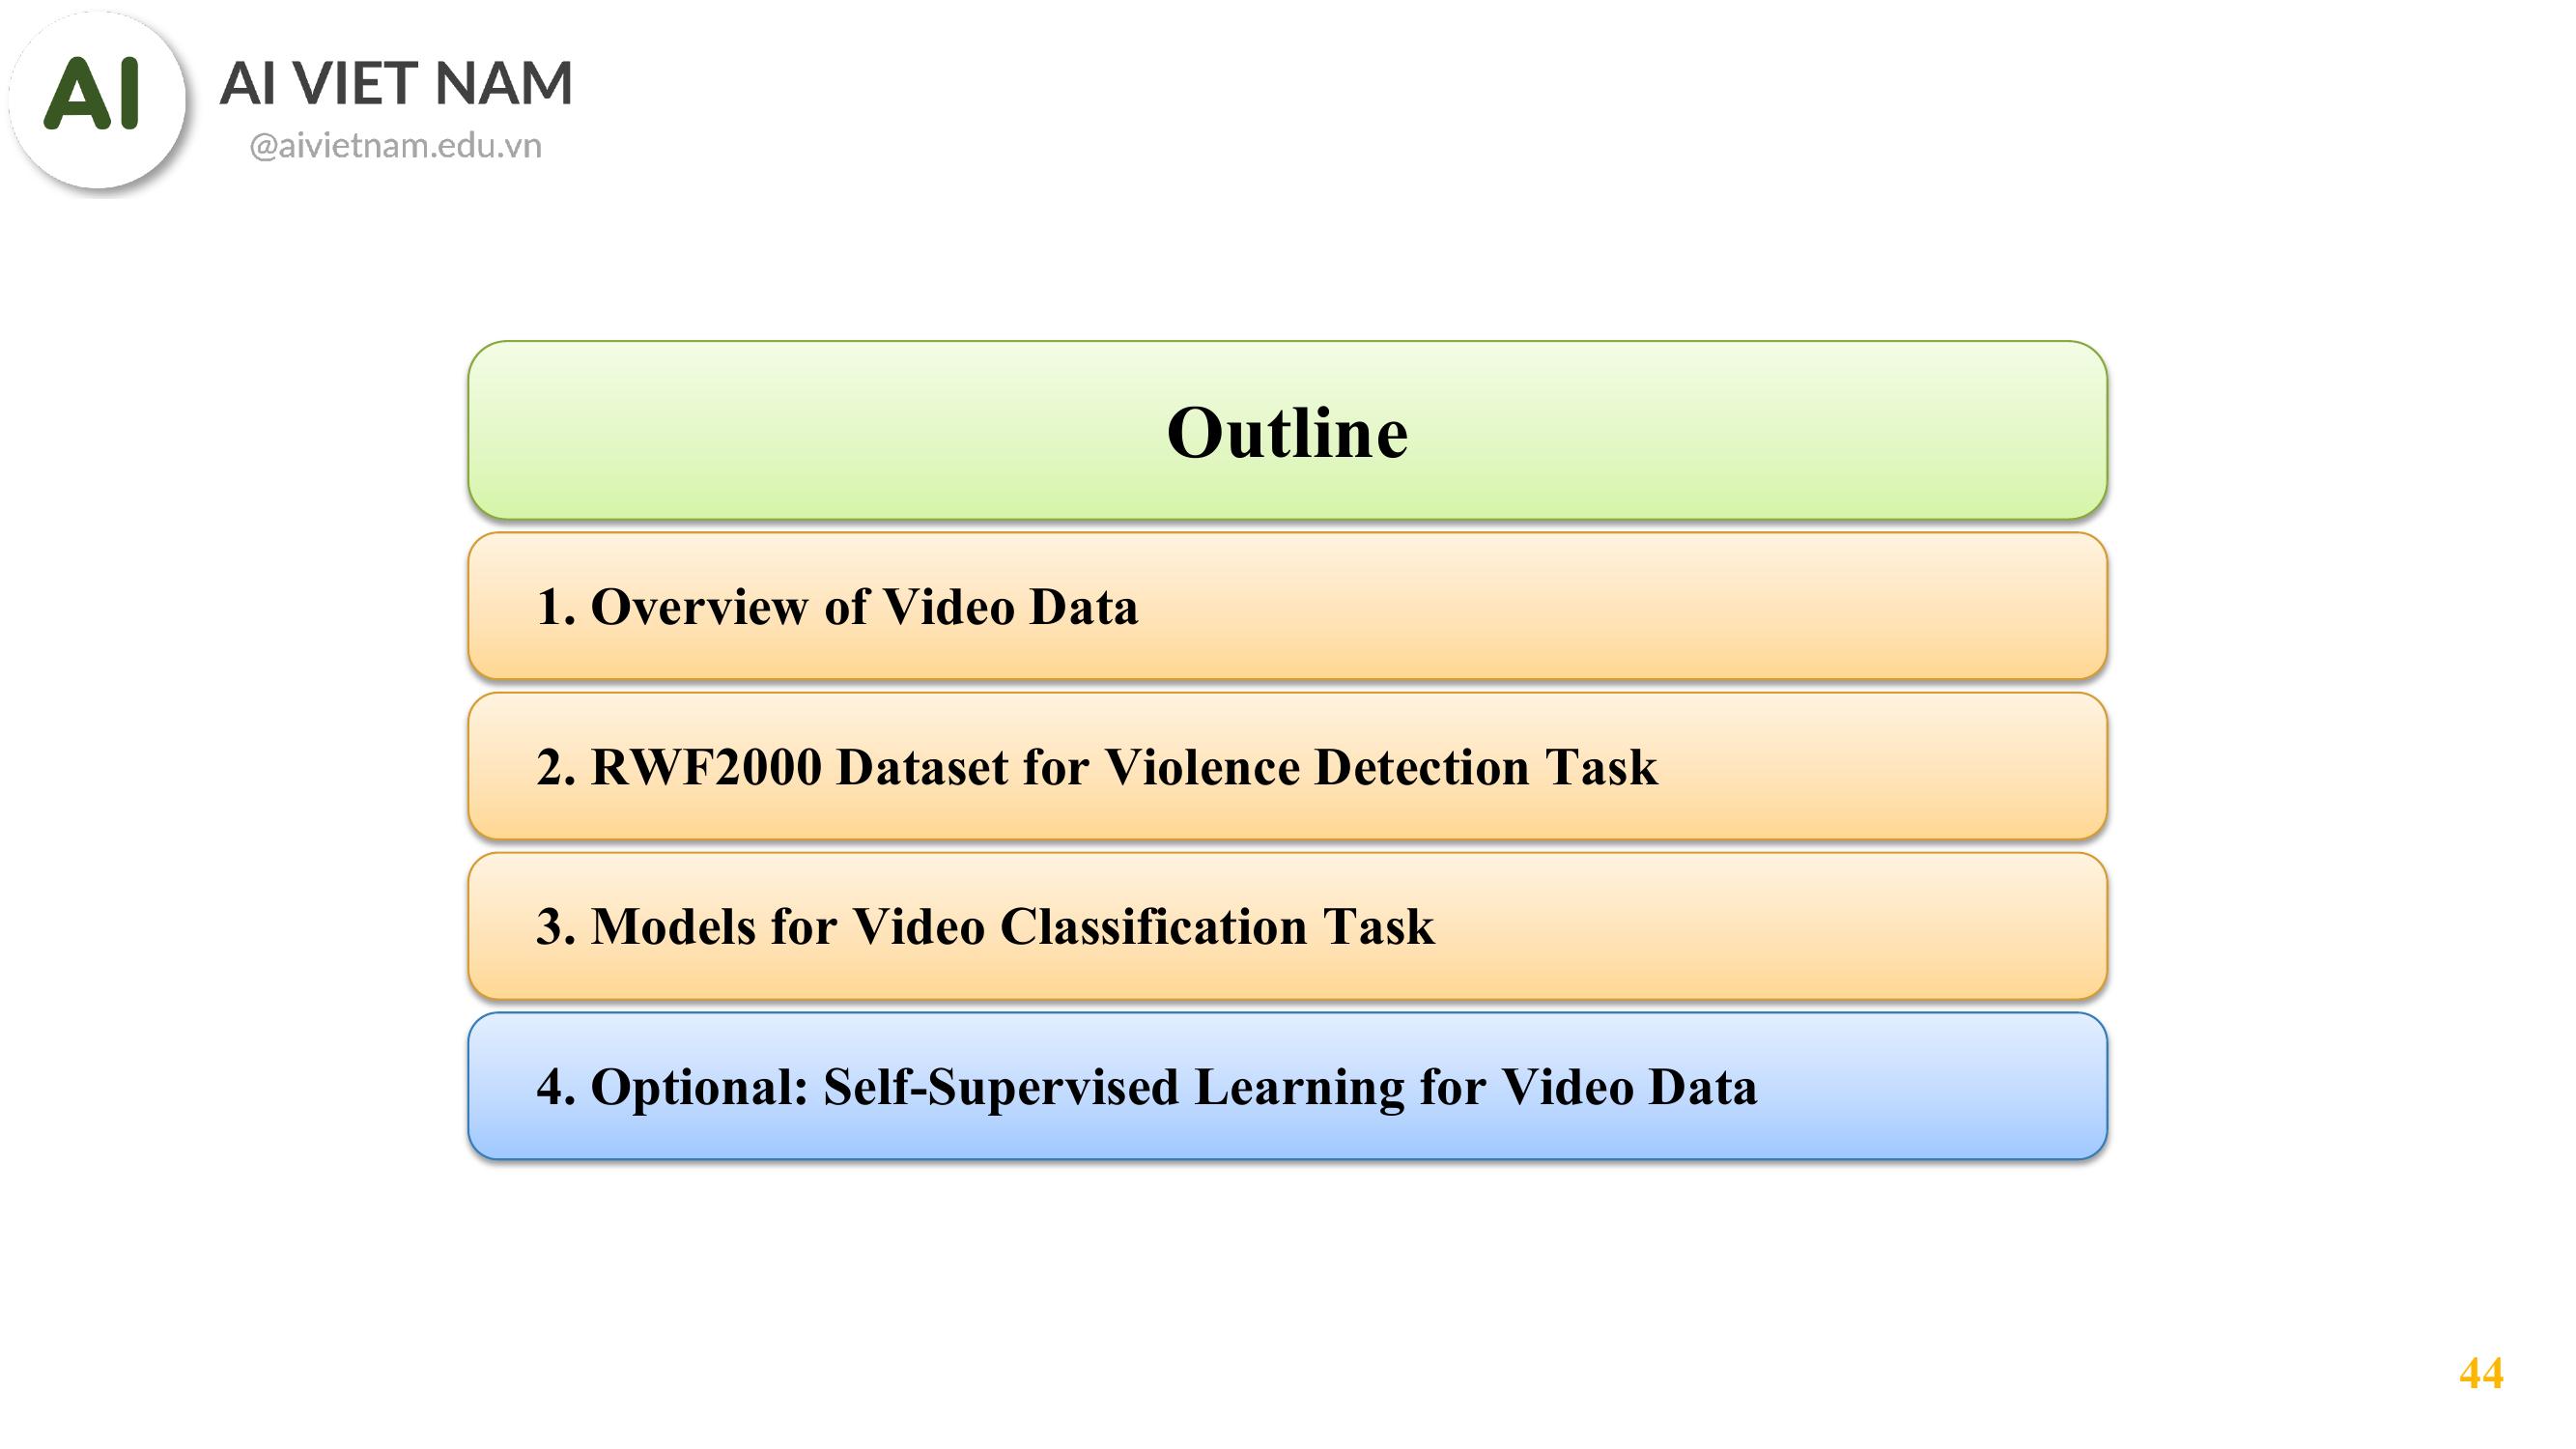 AI
AI VIET NAM
@aivietnam.edu.vn
Outline
1. Overview of Video Data
2. RWF2000 Dataset for Violence Detection Task
3. Models for Video Classification Task
4. Optional: Self-Supervised Learning for Video Data
44